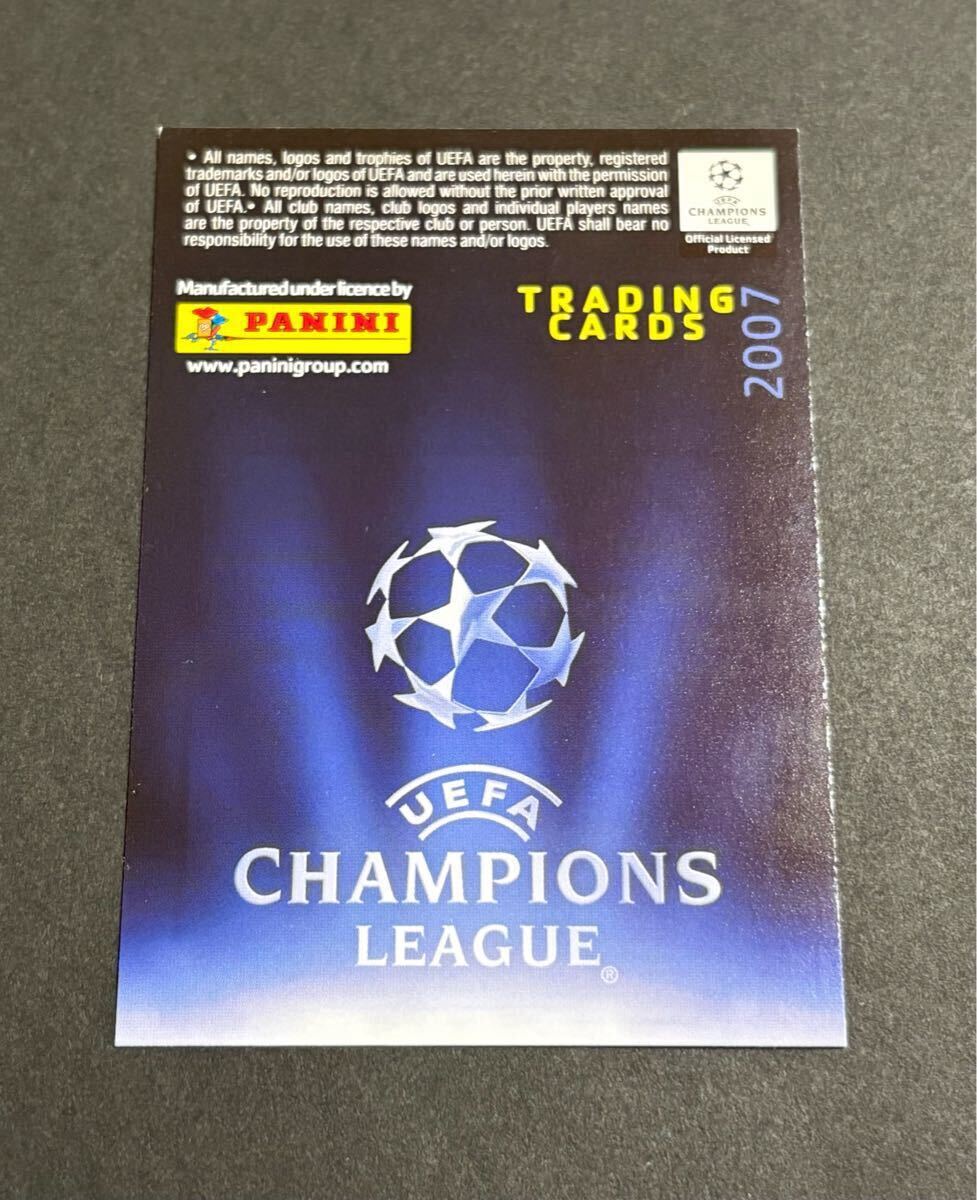 • All names, logos and trophies of UEFA are the property, registered
trademarks and/or logos of UEFA and are used herein with the permission
of UEFA. No reproduction is allowed without the prior written approval
of UEFA.• All club names, club logos and individual players names
are the property of the respective club or person. UEFA shall bear no
responsibility for the use of these names and/or logos.
UEFA
CHAMPIONS
LEAGUE
Official Licensed
Product
Manufactured under licence by
PANINI
www.paninigroup.com
TRADING
CARDS
2007
UEFA
CHAMPIONS
LEAGUE®